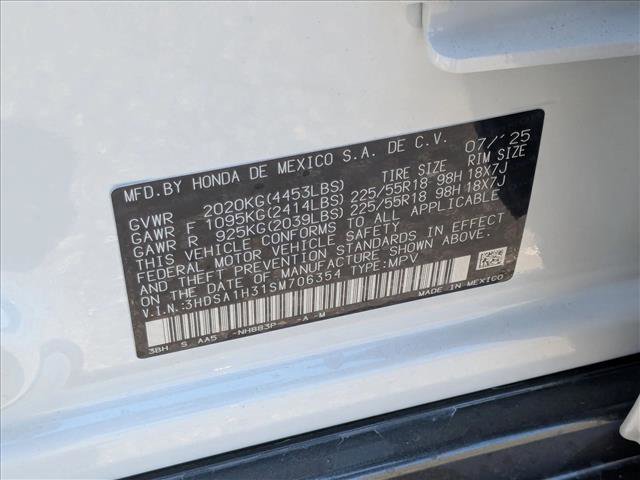 MFD. BY HONDA DE MEXICO S.A. DE C.V. 07/'25
TIRE SIZE RIM SIZE
GVWR 2020KG(4453LBS)
GAWR F 1095KG(2414LBS) 225/55R18 98H 18X7J
GAWR R 925KG(2039LBS) 225/55R18 98H 18X7J
THIS VEHICLE CONFORMS TO ALL APPLICABLE
FEDERAL MOTOR VEHICLE SAFETY, BUMPER,
AND THEFT PREVENTION STANDARDS IN EFFECT
ON THE DATE OF MANUFACTURE SHOWN ABOVE.
V.I.N.:3HDSA1H31SM706354 TYPE:MPV
MADE IN MEXICO
3BH S AA5 -NH883P -A-M